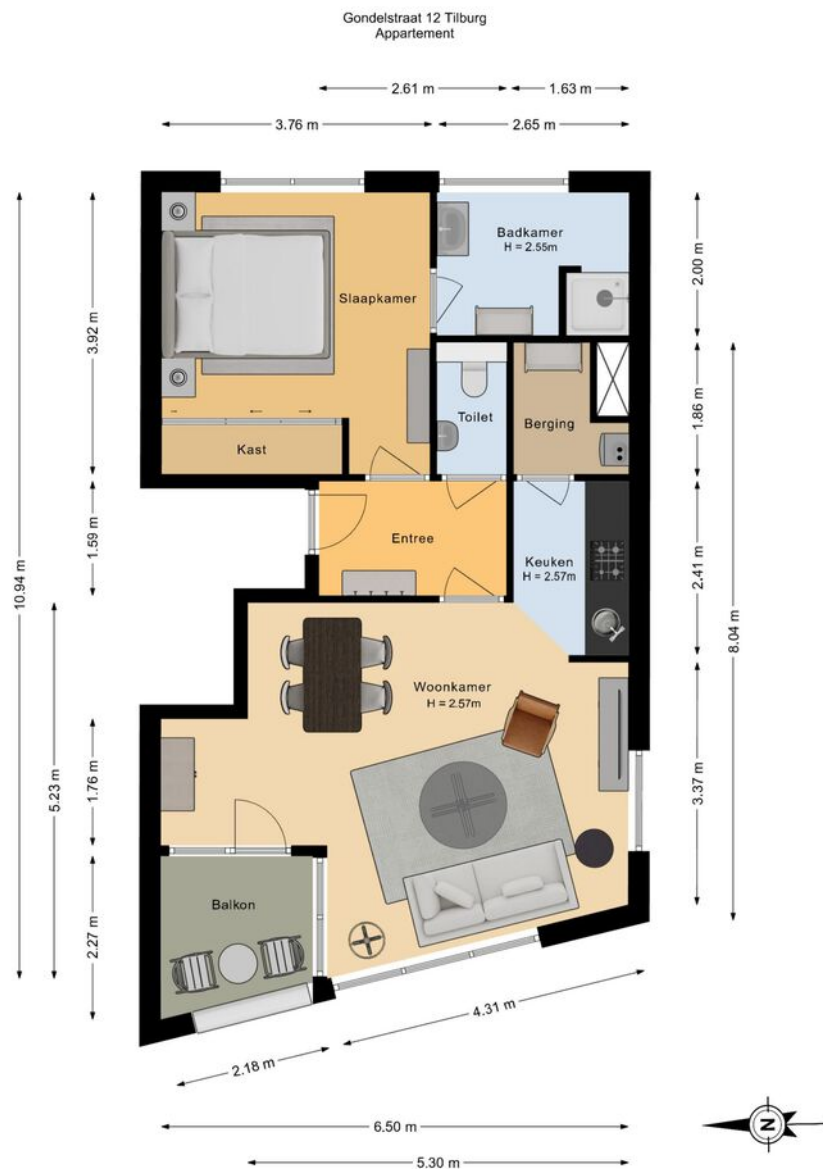 Gondelstraat 12 Tilburg
Appartement
2.61 m
1.63 m
3.76 m
2.65 m
Badkamer
H = 2.55m
Slaapkamer
2.00 m
3.92 m
1.86 m
Toilet
Berging
Kast
1.59 m
Entree
Keuken
H = 2.57m
2.41 m
10.94 m
8.04 m
Woonkamer
H = 2.57m
1.76 m
5.23 m
3.37 m
Balkon
2.27 m
4.31 m
2.18 m
6.50 m
N
5.30 m